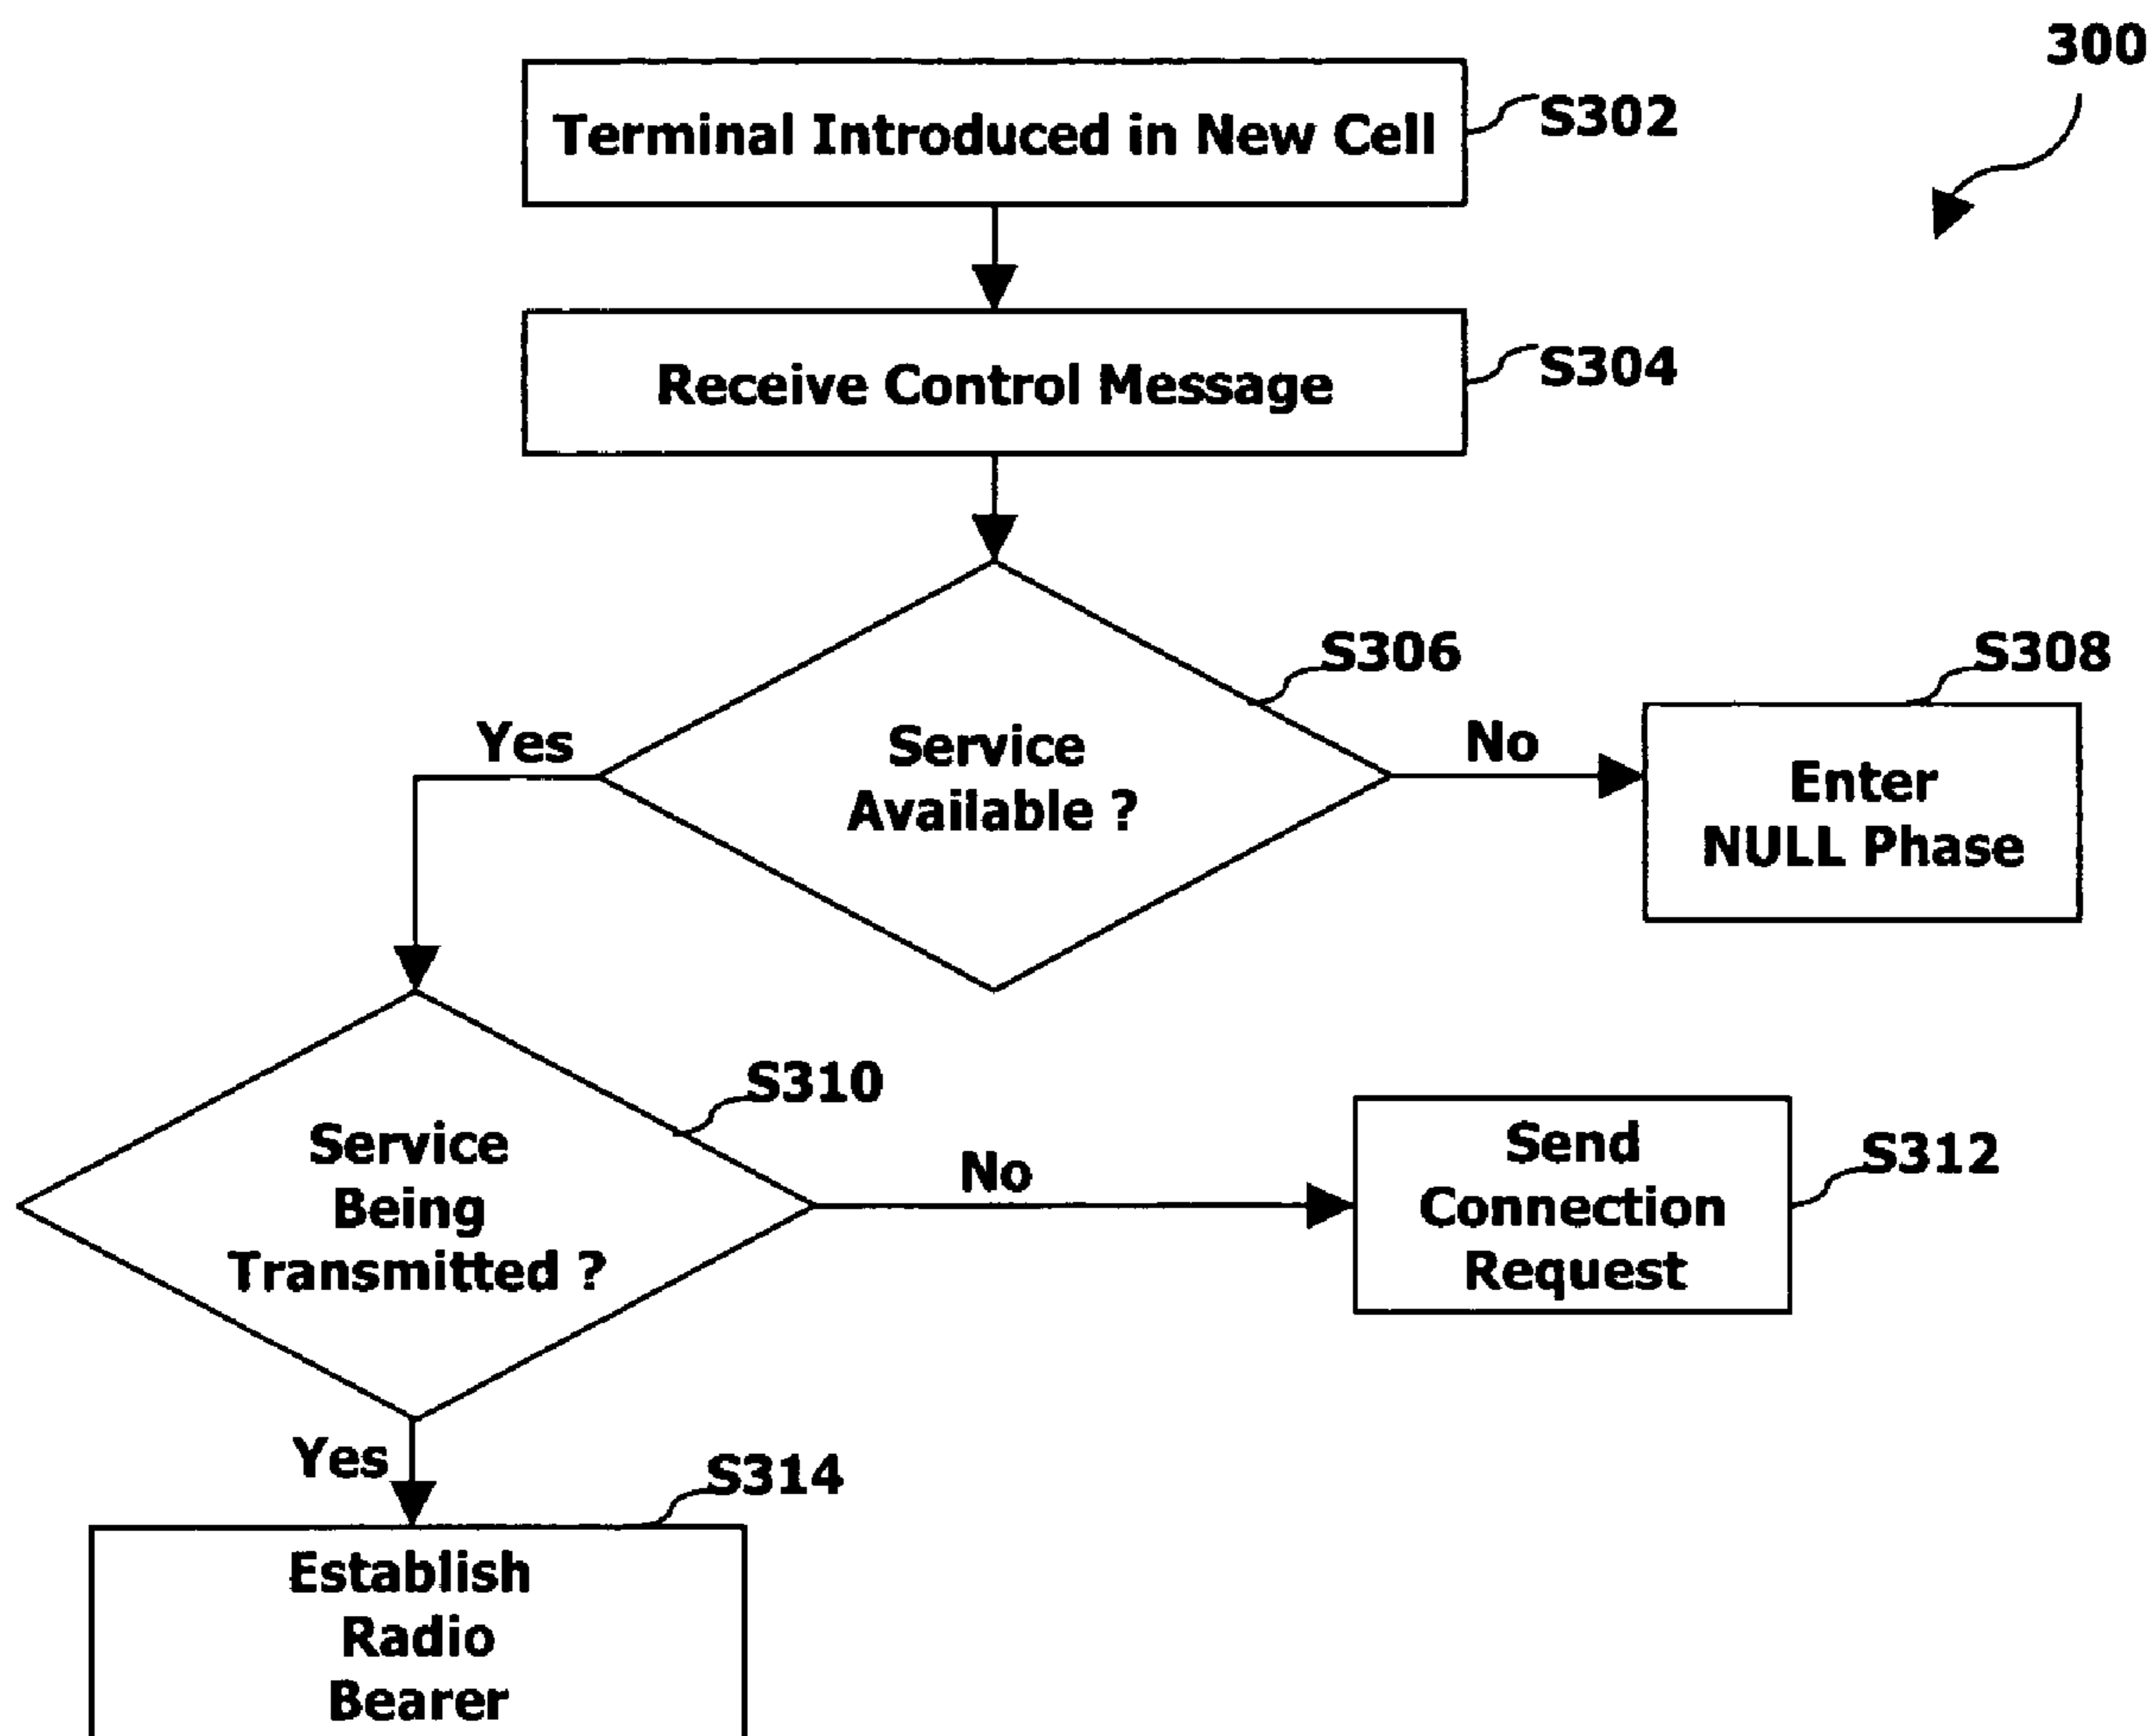 300
Terminal Introduced in New Cell
S302
Receive Control Message
S304
S306
S308
Yes
Service
Available ?
No
Enter
NULL Phase
S310
Service
Being
Transmitted ?
No
Send
Connection
Request
S312
Yes
S314
Establish
Radio
Bearer